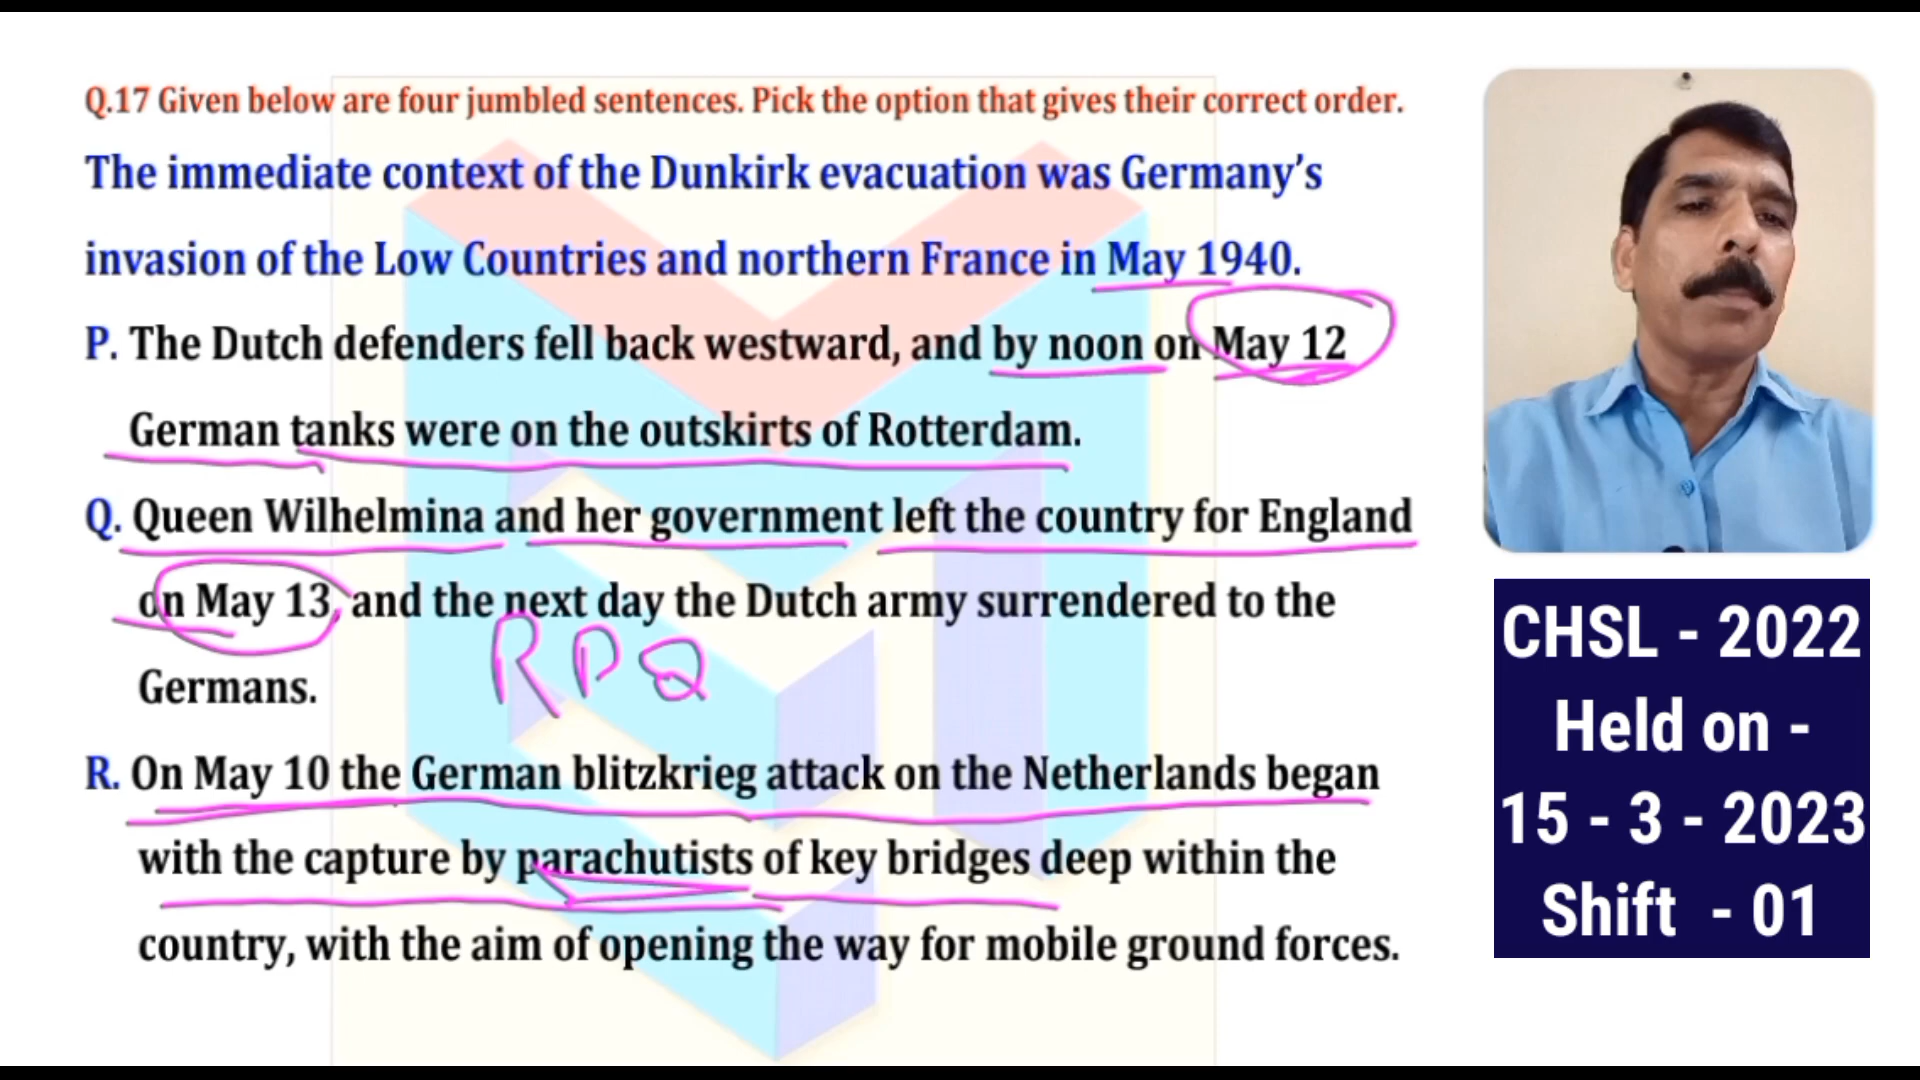 Q.17 Given below are four jumbled sentences. Pick the option that gives their correct order.
The immediate context of the Dunkirk evacuation was Germany’s
invasion of the Low Countries and northern France in May 1940.
P. The Dutch defenders fell back westward, and by noon on May 12
German tanks were on the outskirts of Rotterdam.
Q. Queen Wilhelmina and her government left the country for England
on May 13, and the next day the Dutch army surrendered to the
Germans.
R P Q
R. On May 10 the German blitzkrieg attack on the Netherlands began
with the capture by parachutists of key bridges deep within the
country, with the aim of opening the way for mobile ground forces.
CHSL - 2022
Held on -
15 - 3 - 2023
Shift - 01